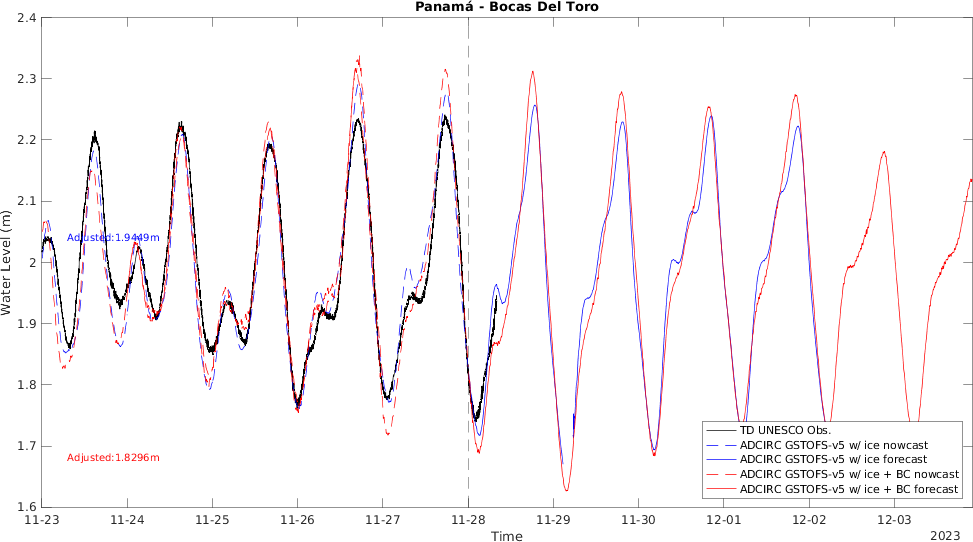 Panamá - Bocas Del Toro
2.4
2.3
2.2
2.1
2
1.9
1.8
1.7
1.6
Water Level (m)
Adjusted:1.9449m
Adjusted:1.8296m
TD UNESCO Obs.
ADCIRC GSTOFS-v5 w/ ice nowcast
ADCIRC GSTOFS-v5 w/ ice forecast
ADCIRC GSTOFS-v5 w/ ice + BC nowcast
ADCIRC GSTOFS-v5 w/ ice + BC forecast
11-23 11-24 11-25 11-26 11-27 11-28 11-29 11-30 12-01 12-02 12-03
Time
2023